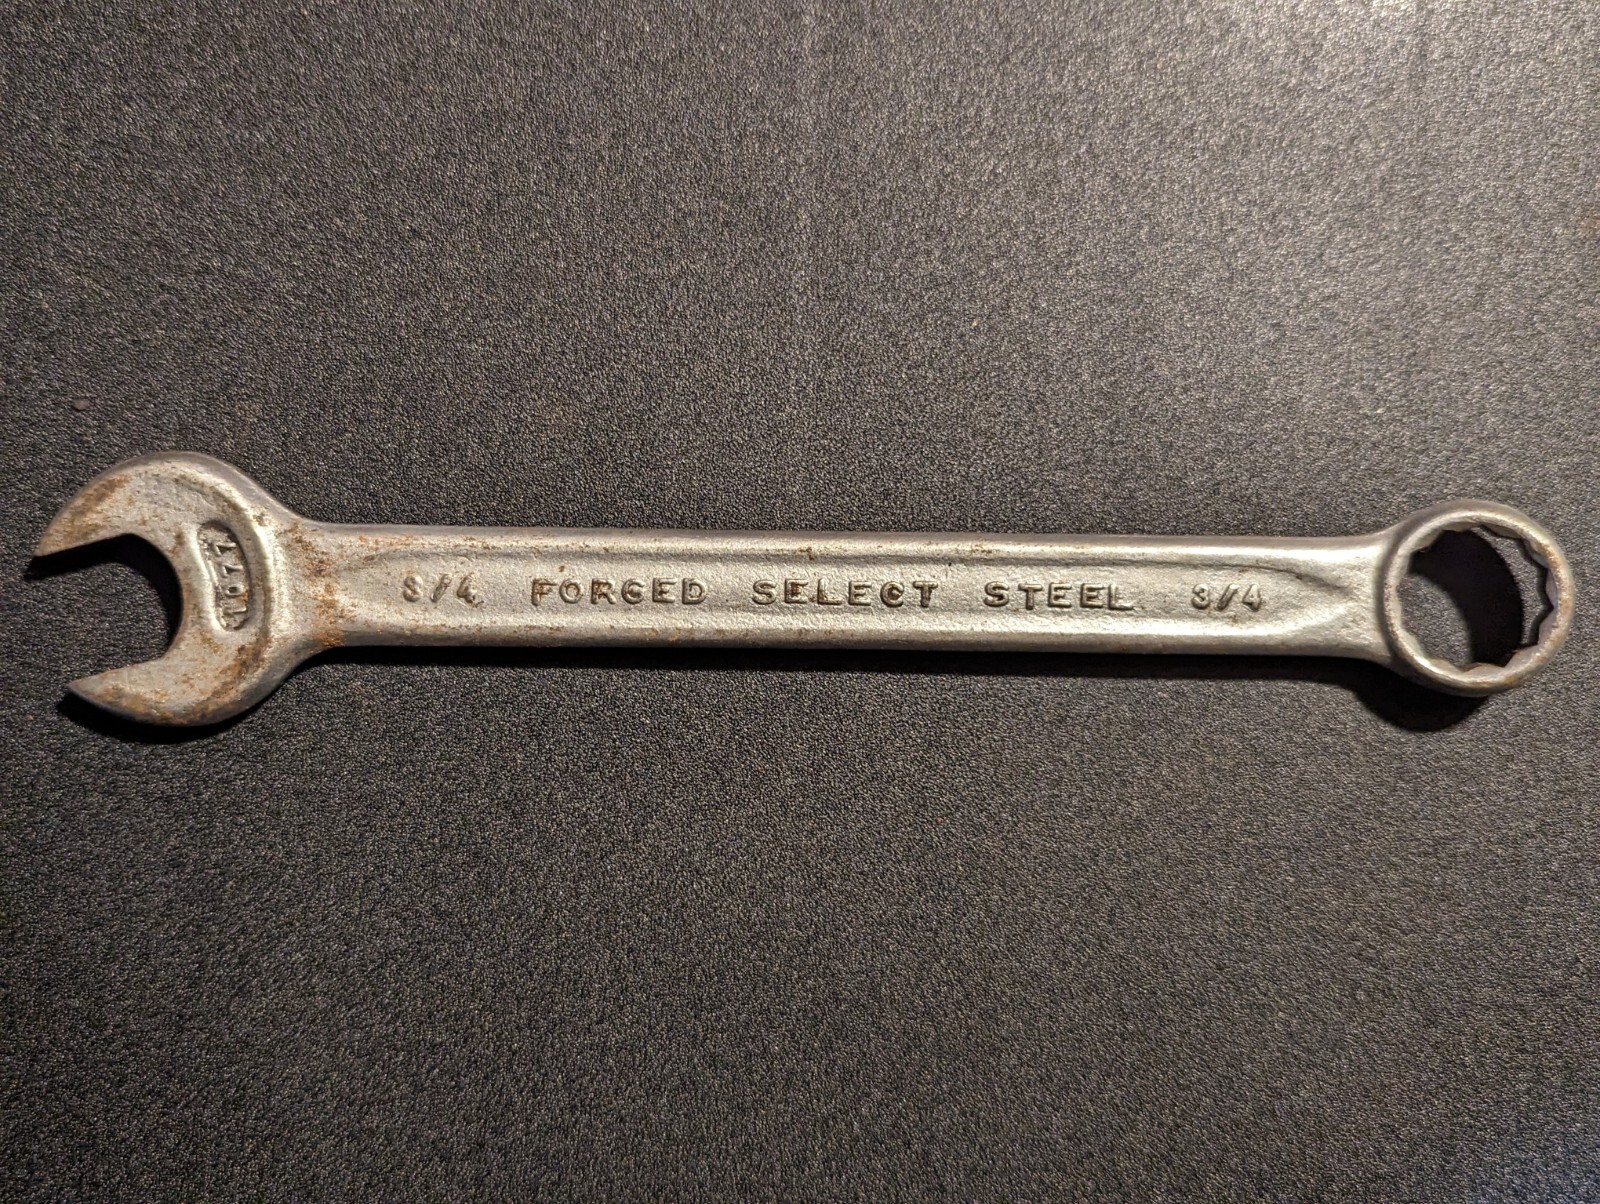 3/4 FORGED SELECT STEEL 3/4